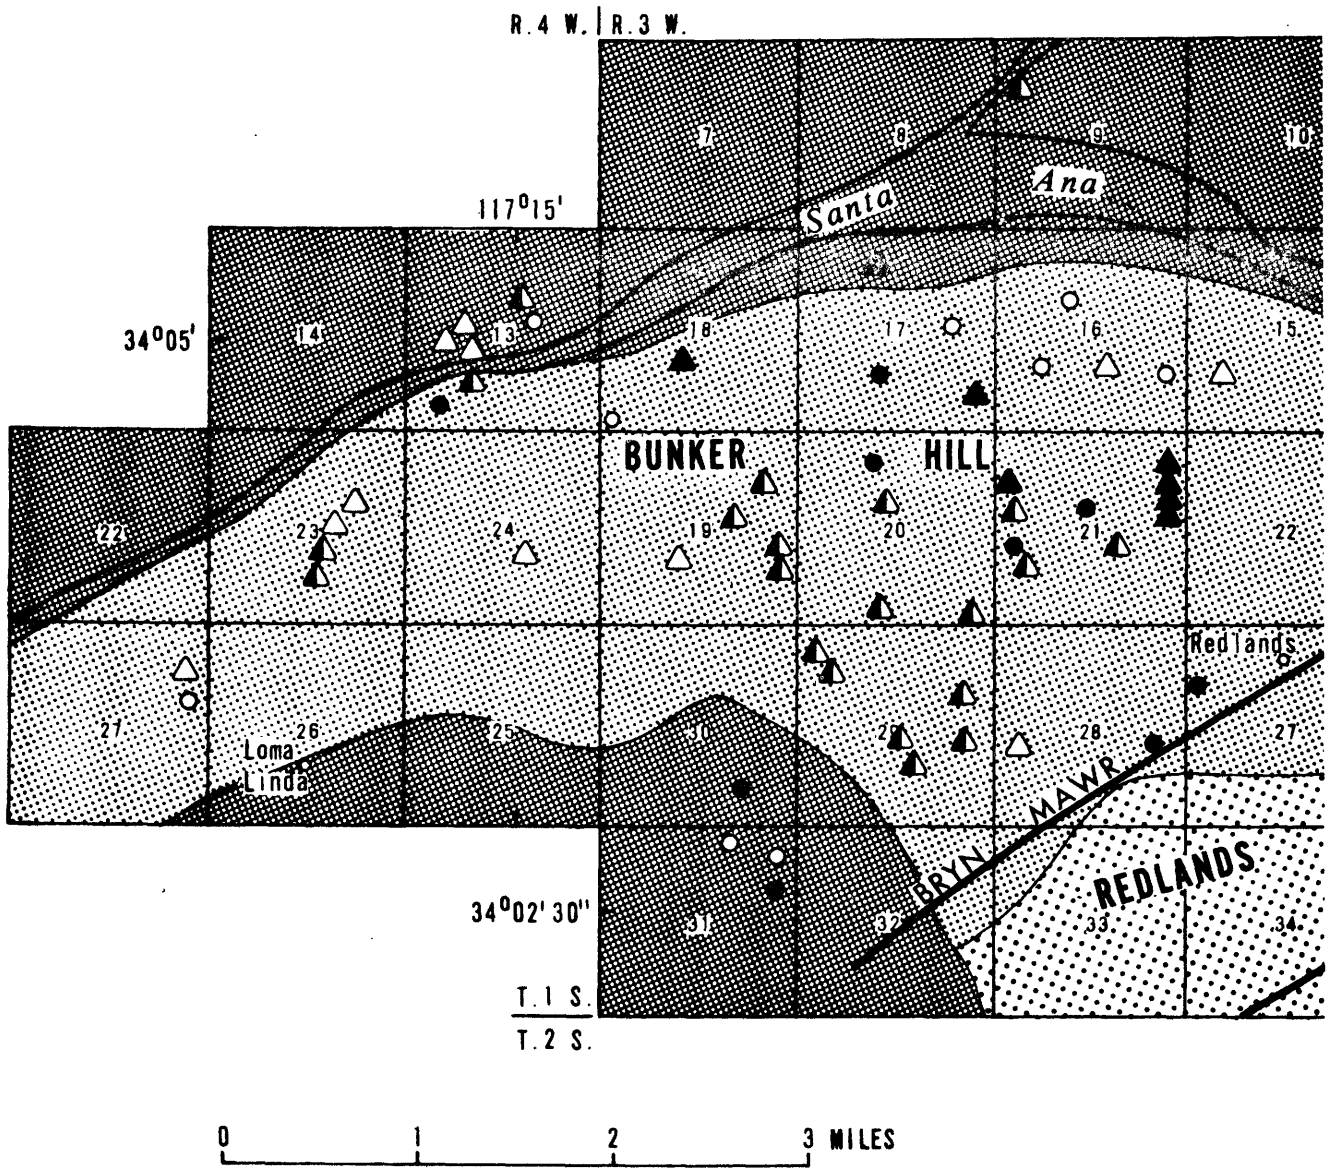 R.4 W. R.3 W.
7 8 9 10
Santa Ana
117°15'
34°05'
14 13 18 17 16 15
BUNKER HILL
22 23 24 19 20 21 22
Redlands
27 26 25 30 29 28 27
Loma
Linda
BRYN MAWR
REDLANDS
34°02'30"
31 32 33 34
T.1 S.
T.2 S.
0 1 2 3 MILES